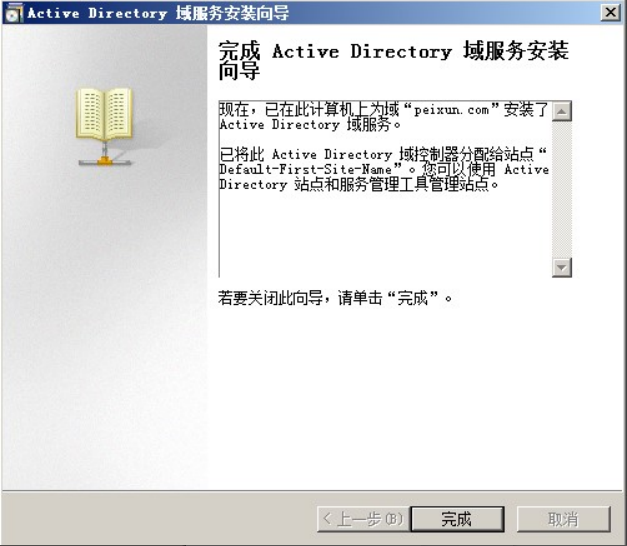 Active Directory 域服务安装向导
完成 Active Directory 域服务安装
向导
现在，已在此计算机上为域“peixun.com”安装了
Active Directory 域服务。
已将此 Active Directory 域控制器分配给站点“
Default-First-Site-Name”。您可以使用 Active
Directory 站点和服务管理工具管理站点。
若要关闭此向导，请单击“完成”。
< 上一步(B)
完成
取消